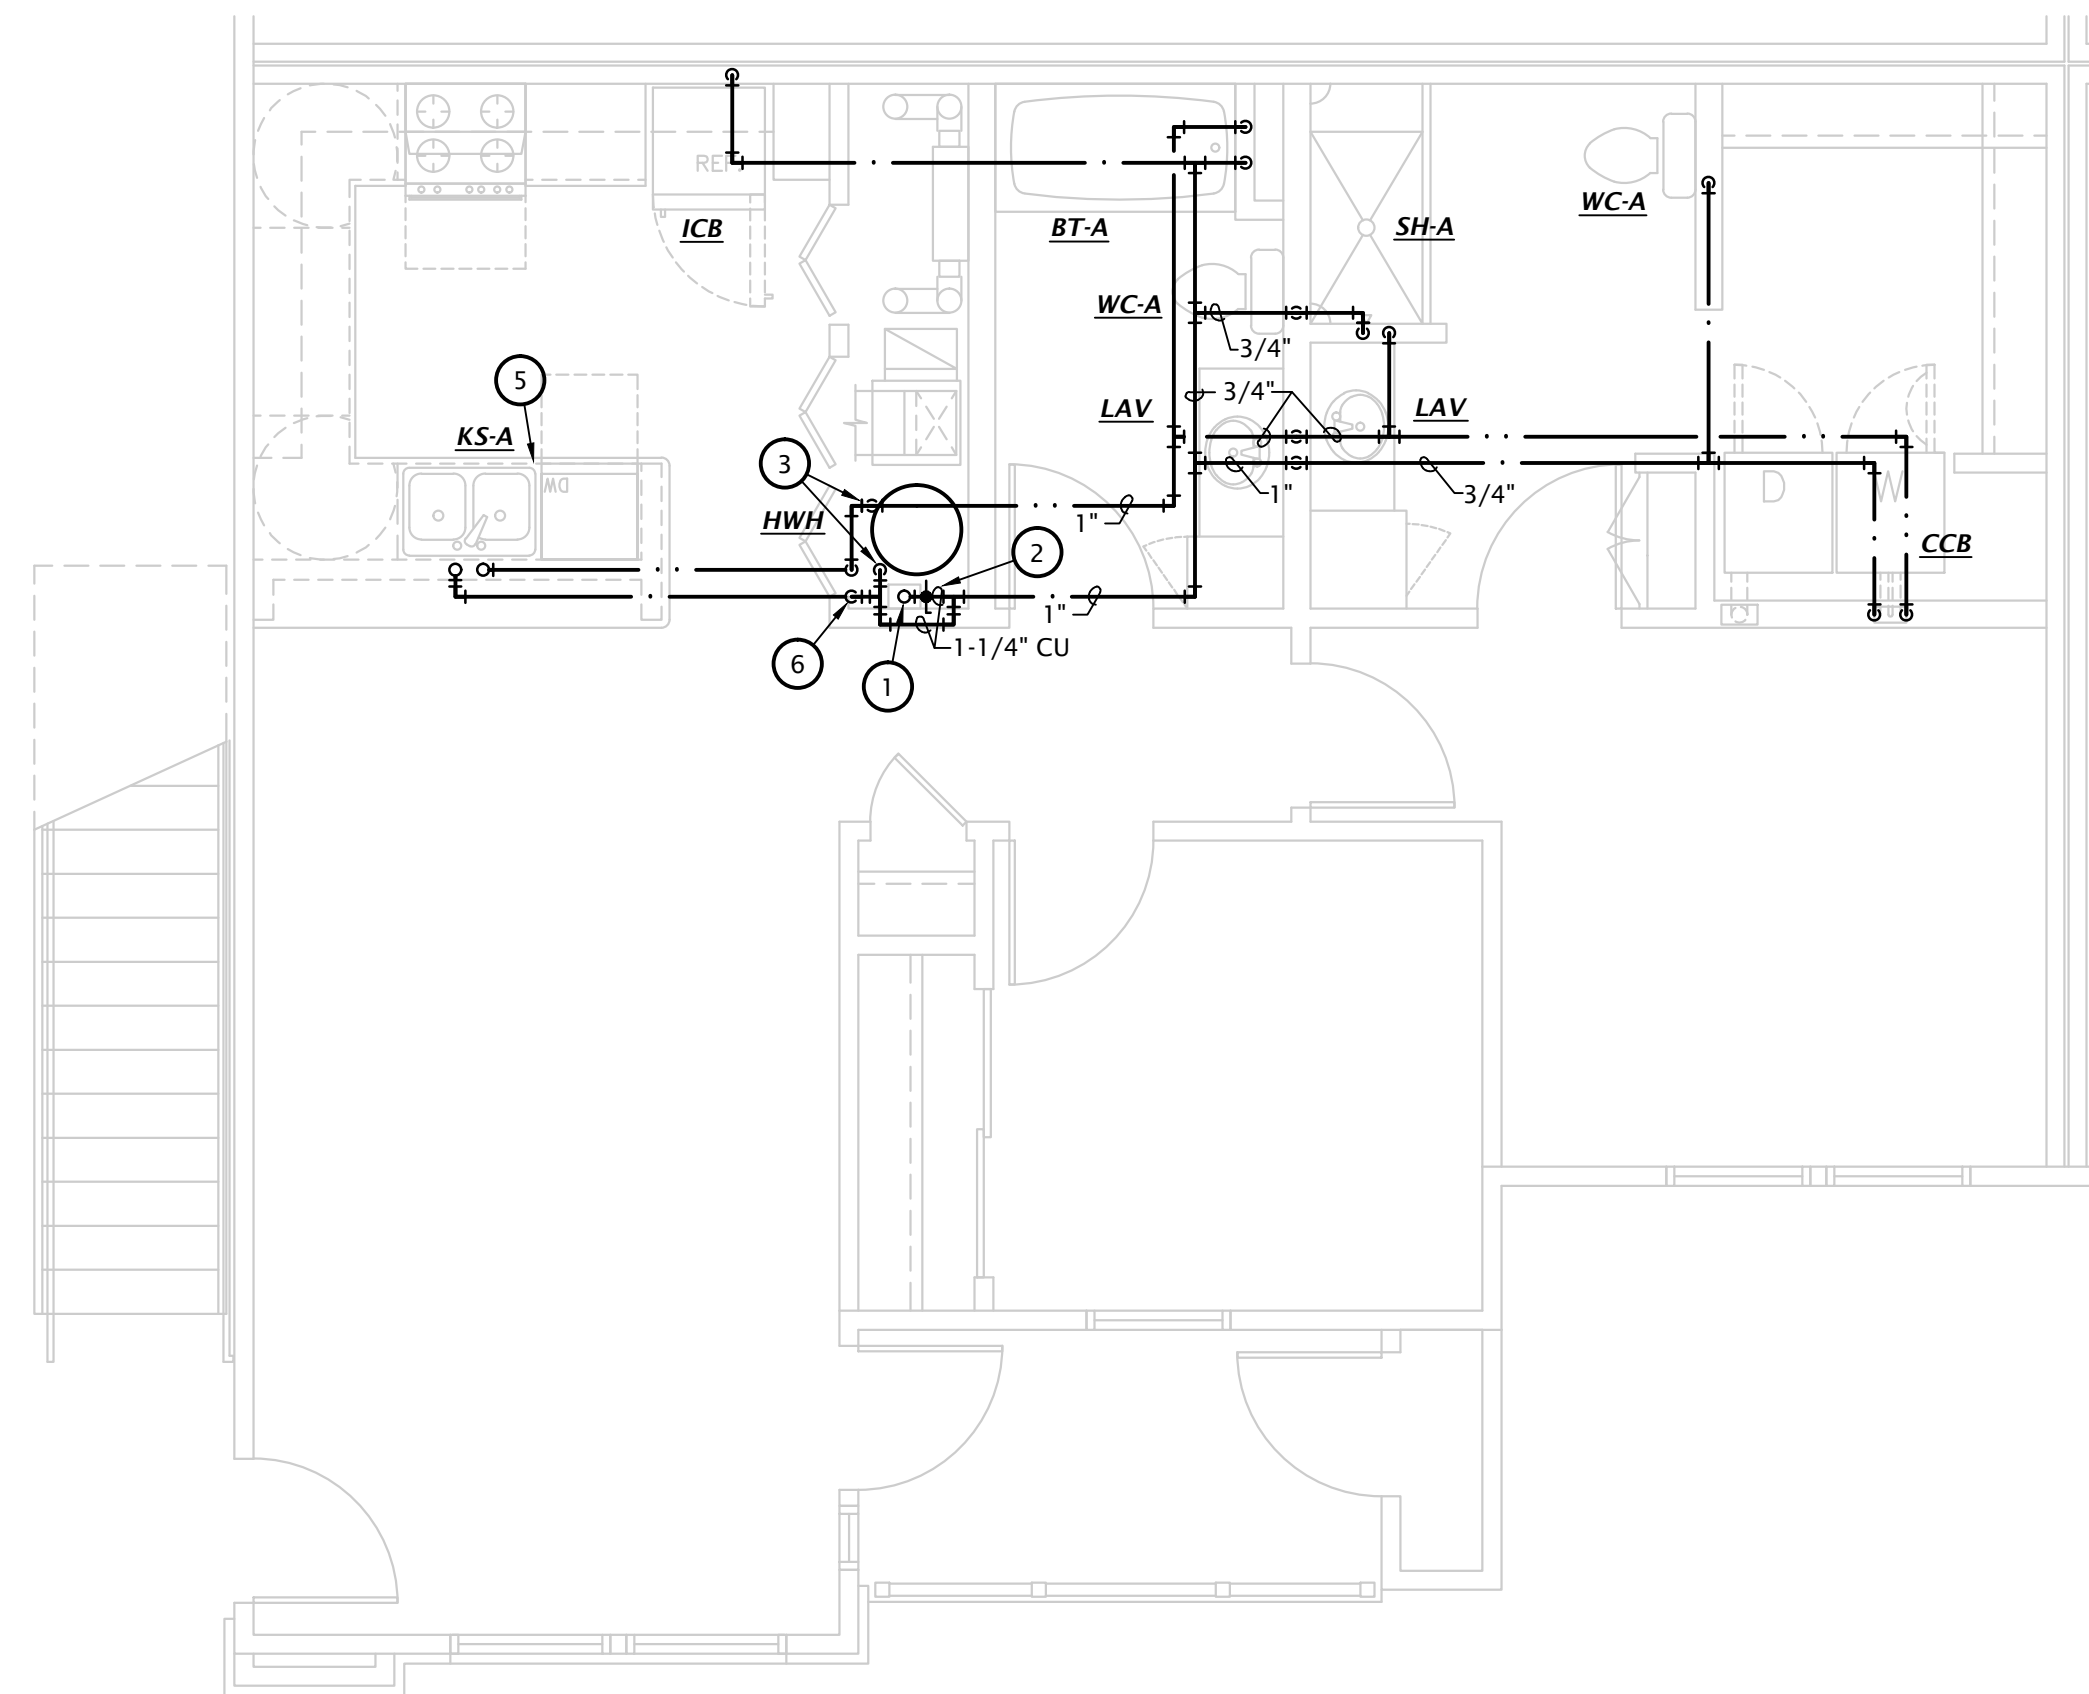 REF.
WC-A
ICB
BT-A
SH-A
WC-A
3/4"
5
3/4"
LAV
LAV
KS-A
3
DW
D
W
1"
3/4"
HWH
1"
2
CCB
1"
1-1/4" CU
6
1